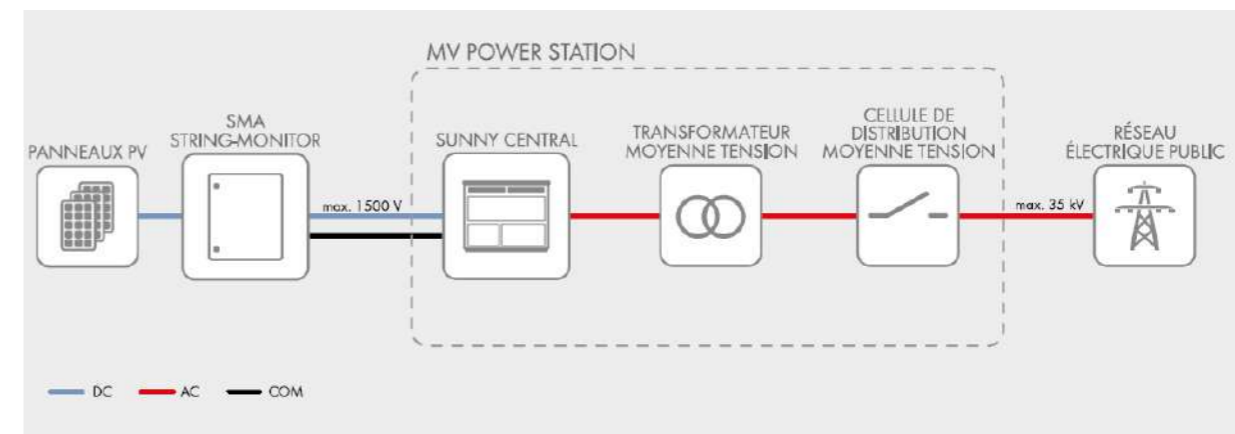 MV POWER STATION
PANNEAUX PV
SMA
STRING-MONITOR
SUNNY CENTRAL
TRANSFORMATEUR
MOYENNE TENSION
CELLULE DE
DISTRIBUTION
MOYENNE TENSION
RÉSEAU
ÉLECTRIQUE PUBLIC
max. 1500 V
max. 35 kV
DC
AC
COM